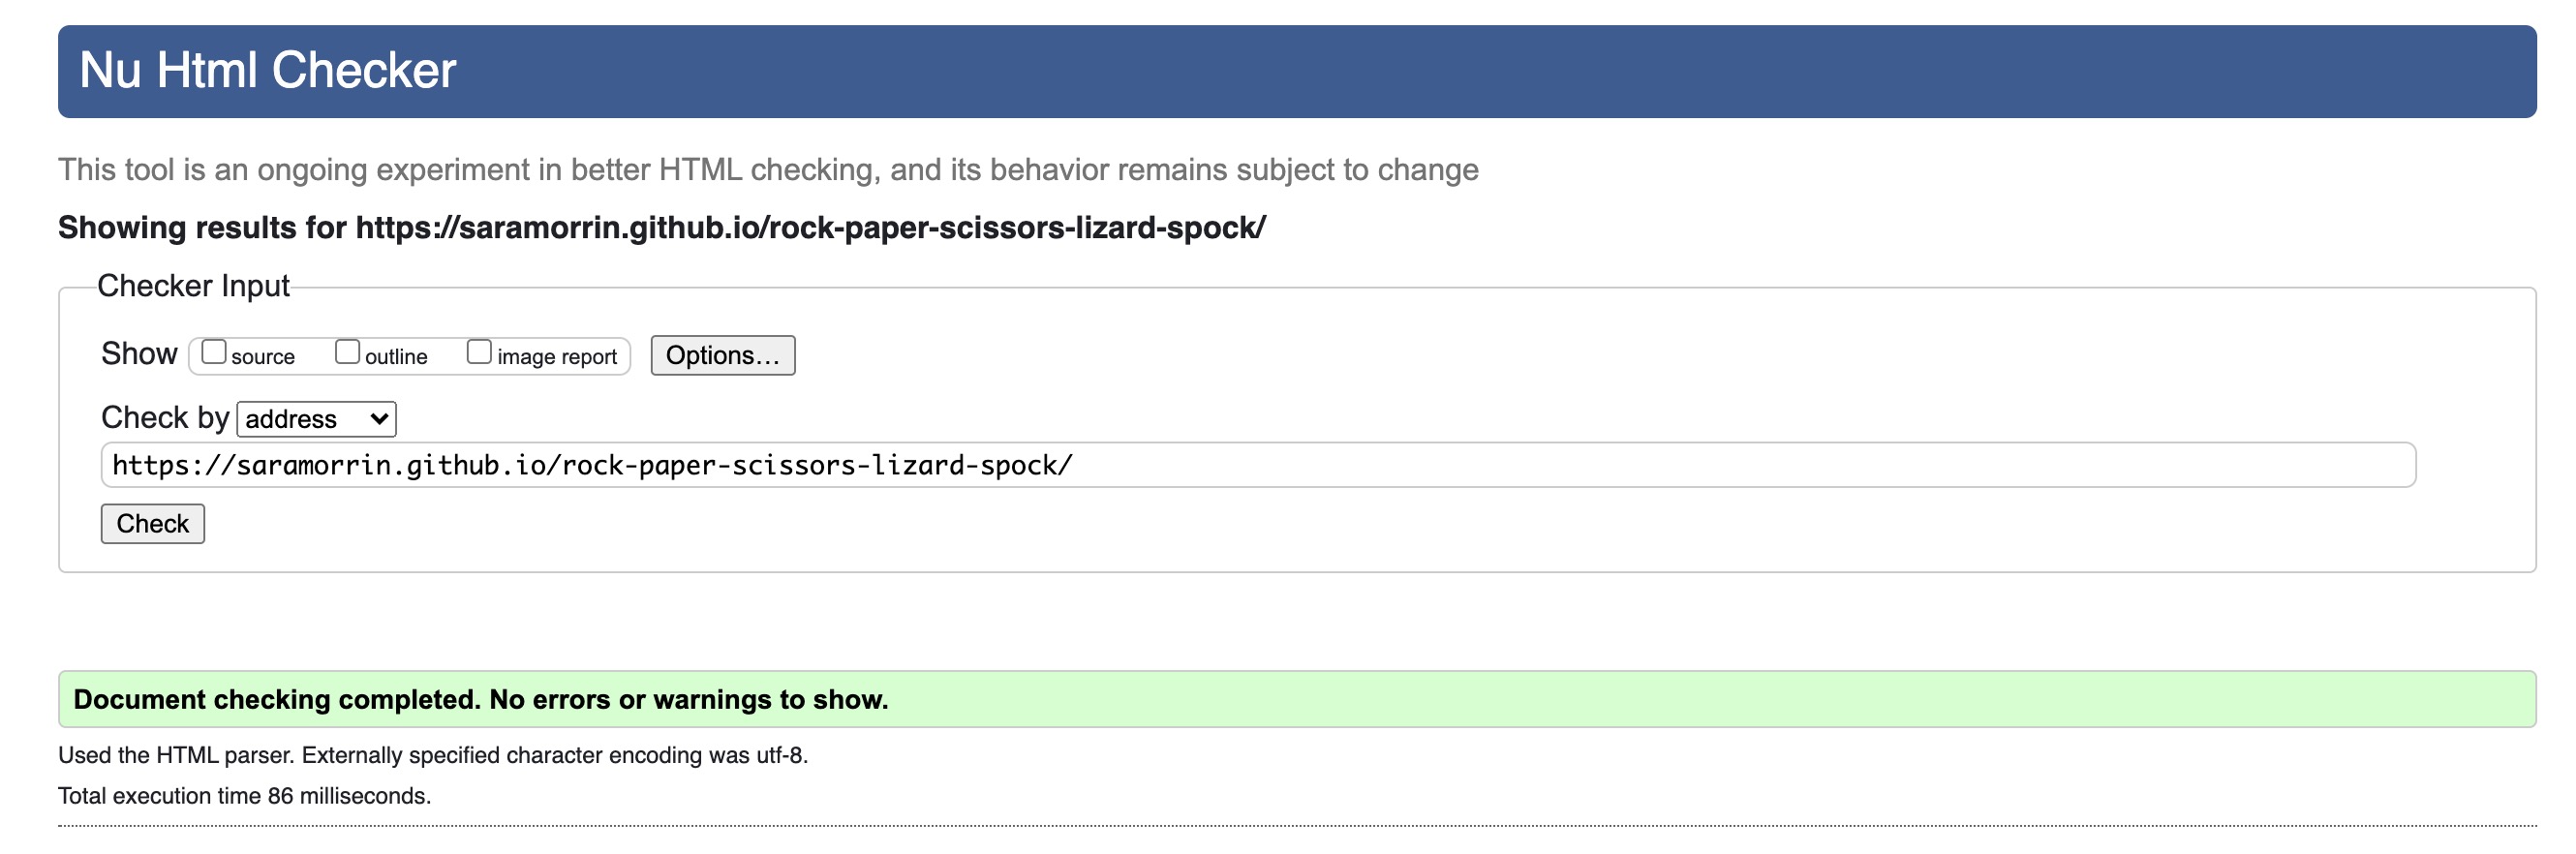 Nu Html Checker
This tool is an ongoing experiment in better HTML checking, and its behavior remains subject to change
Showing results for https://saramorrin.github.io/rock-paper-scissors-lizard-spock/
Checker Input
Show source outline image report Options…
Check by address
https://saramorrin.github.io/rock-paper-scissors-lizard-spock/
Check
Document checking completed. No errors or warnings to show.
Used the HTML parser. Externally specified character encoding was utf-8.
Total execution time 86 milliseconds.